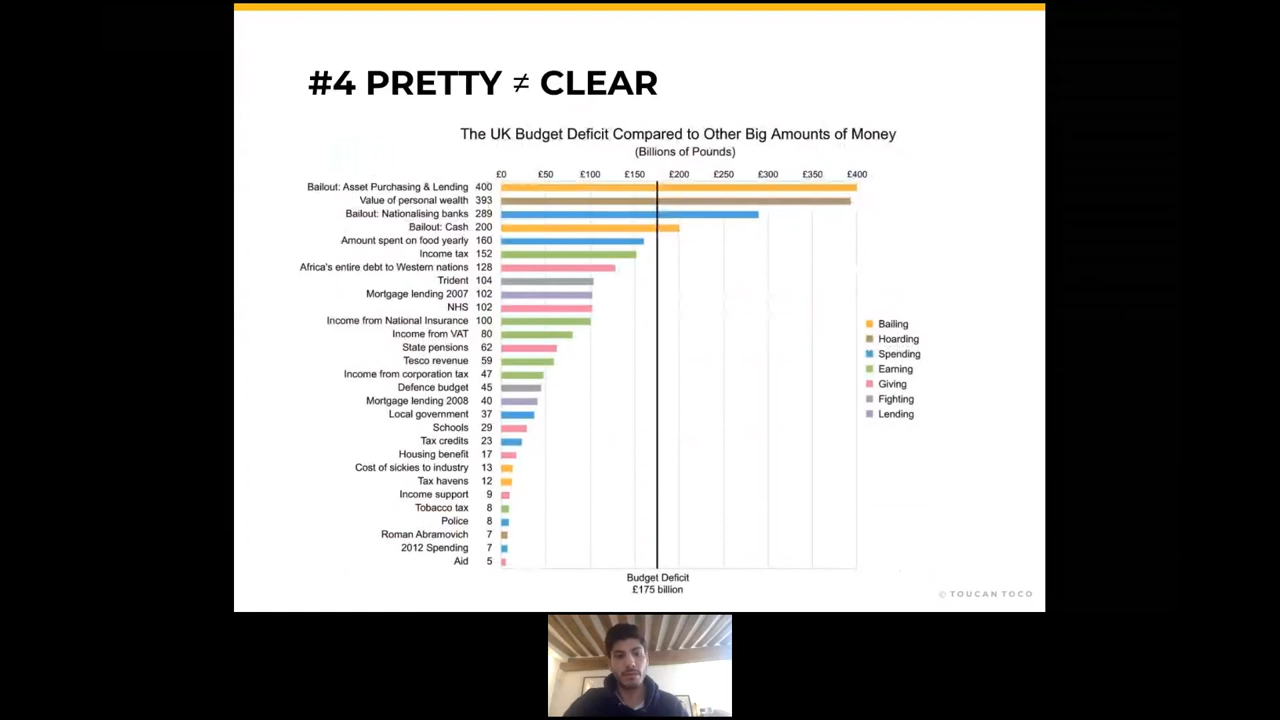 #4 PRETTY ≠ CLEAR
The UK Budget Deficit Compared to Other Big Amounts of Money
(Billions of Pounds)
£0 £50 £100 £150 £200 £250 £300 £350 £400
Bailout: Asset Purchasing & Lending 400
Value of personal wealth 393
Bailout: Nationalising banks 289
Bailout: Cash 200
Amount spent on food yearly 160
Income tax 152
Africa's entire debt to Western nations 128
Trident 104
Mortgage lending 2007 102
NHS 102
Income from National Insurance 100
Income from VAT 80
State pensions 62
Tesco revenue 59
Income from corporation tax 47
Defence budget 45
Mortgage lending 2008 40
Local government 37
Schools 29
Tax credits 23
Housing benefit 17
Cost of sickies to industry 13
Tax havens 12
Income support 9
Tobacco tax 8
Police 8
Roman Abramovich 7
2012 Spending 7
Aid 5
Bailing
Hoarding
Spending
Earning
Giving
Fighting
Lending
Budget Deficit
£175 billion
© TOUCAN TOCO